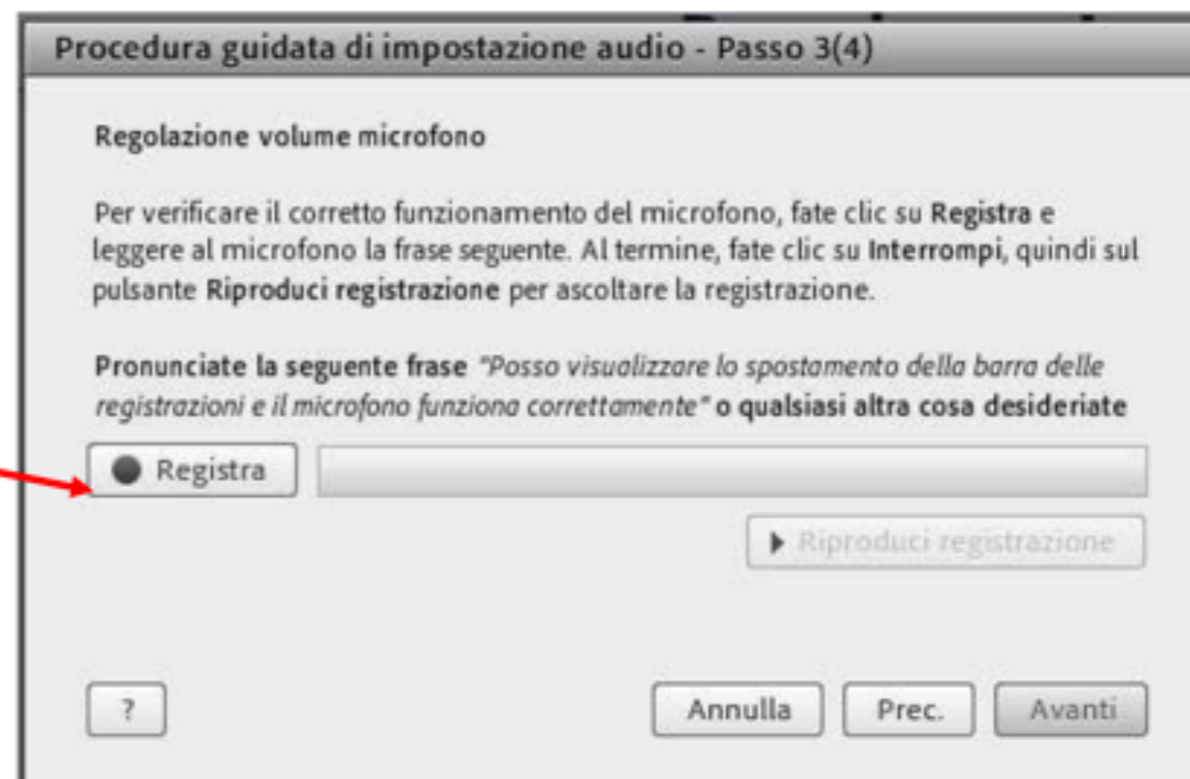 Procedura guidata di impostazione audio - Passo 3(4)
Regolazione volume microfono
Per verificare il corretto funzionamento del microfono, fate clic su Registra e
leggere al microfono la frase seguente. Al termine, fate clic su Interrompi, quindi sul
pulsante Riproduci registrazione per ascoltare la registrazione.
Pronunciate la seguente frase "Posso visualizzare lo spostamento della barra delle
registrazioni e il microfono funziona correttamente" o qualsiasi altra cosa desideriate
Registra
Riproduci registrazione
? Annulla Prec. Avanti